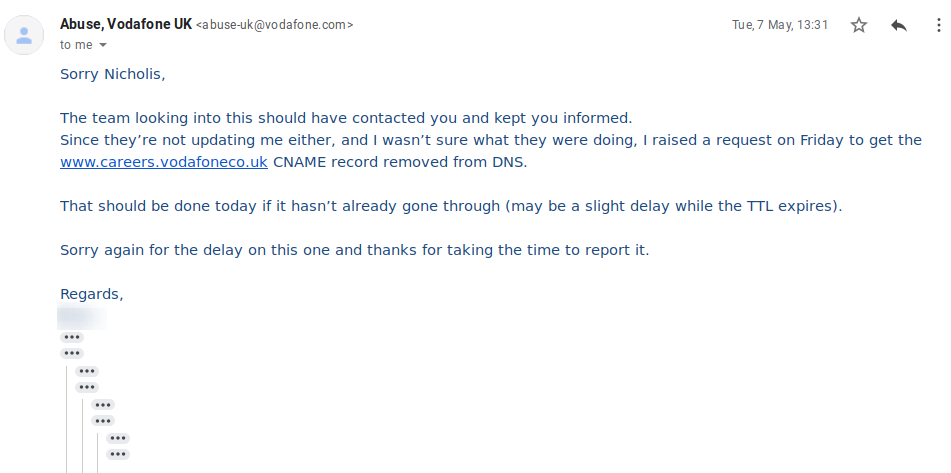 Abuse, Vodafone UK <abuse-uk@vodafone.com>
Tue, 7 May, 13:31
to me
Sorry Nicholis,
The team looking into this should have contacted you and kept you informed.
Since they’re not updating me either, and I wasn’t sure what they were doing, I raised a request on Friday to get the
www.careers.vodafoneco.uk CNAME record removed from DNS.
That should be done today if it hasn’t already gone through (may be a slight delay while the TTL expires).
Sorry again for the delay on this one and thanks for taking the time to report it.
Regards,